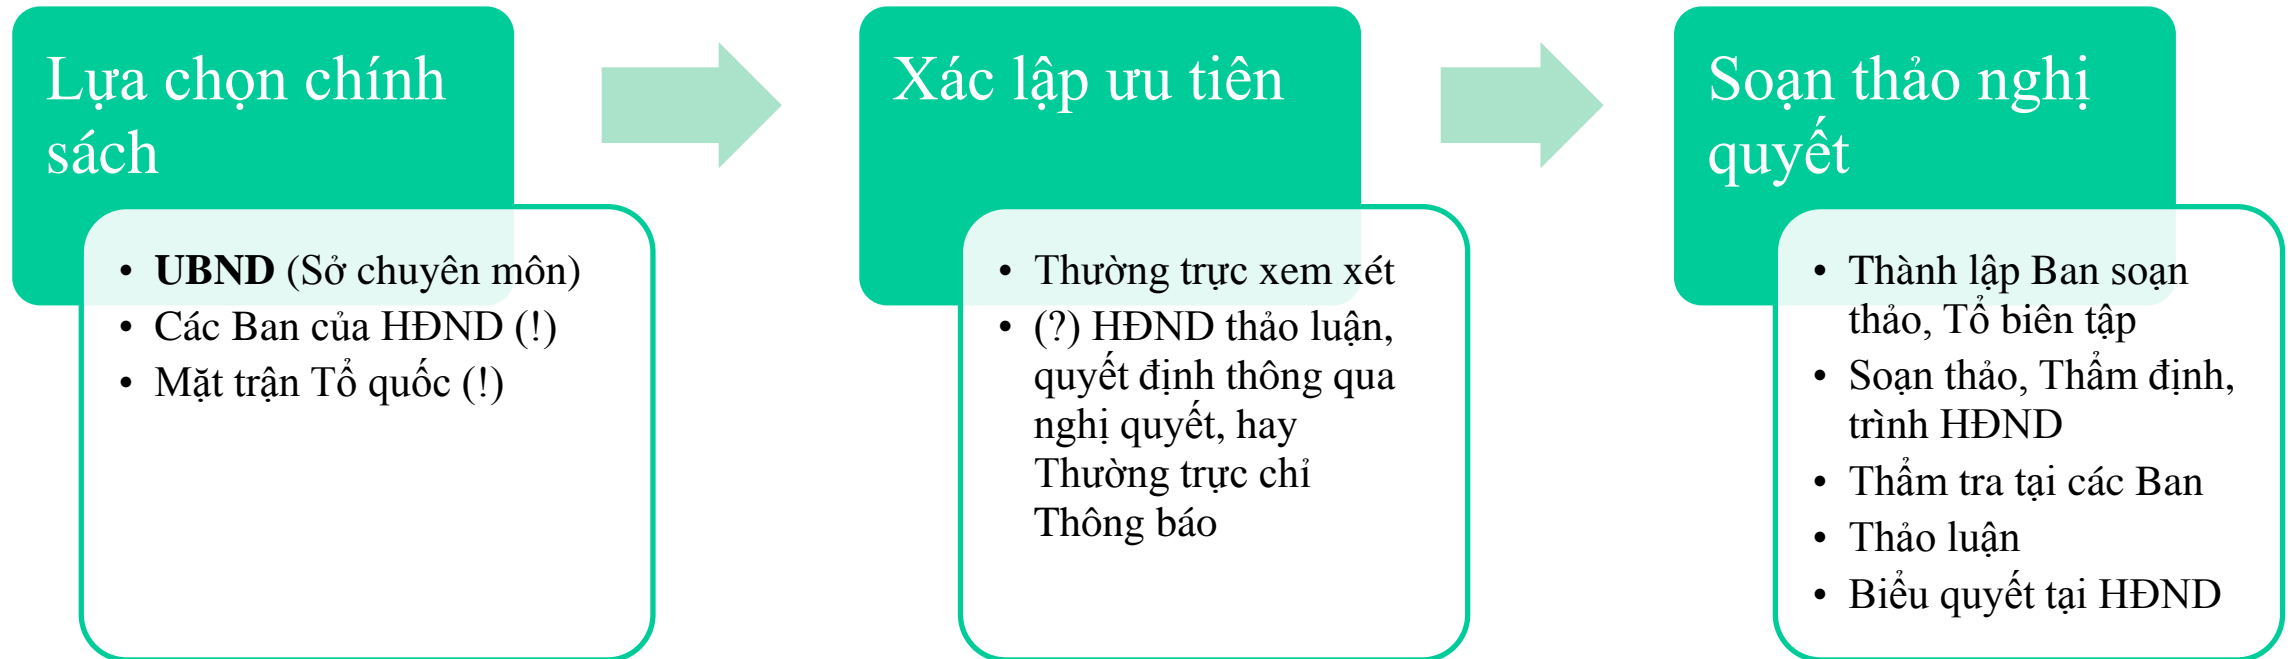 Lựa chọn chính
sách
• UBND (Sở chuyên môn)
• Các Ban của HĐND (!)
• Mặt trận Tổ quốc (!)
Xác lập ưu tiên
• Thường trực xem xét
• (?) HĐND thảo luận,
quyết định thông qua
nghị quyết, hay
Thường trực chỉ
Thông báo
Soạn thảo nghị
quyết
• Thành lập Ban soạn
thảo, Tổ biên tập
• Soạn thảo, Thẩm định,
trình HĐND
• Thẩm tra tại các Ban
• Thảo luận
• Biểu quyết tại HĐND